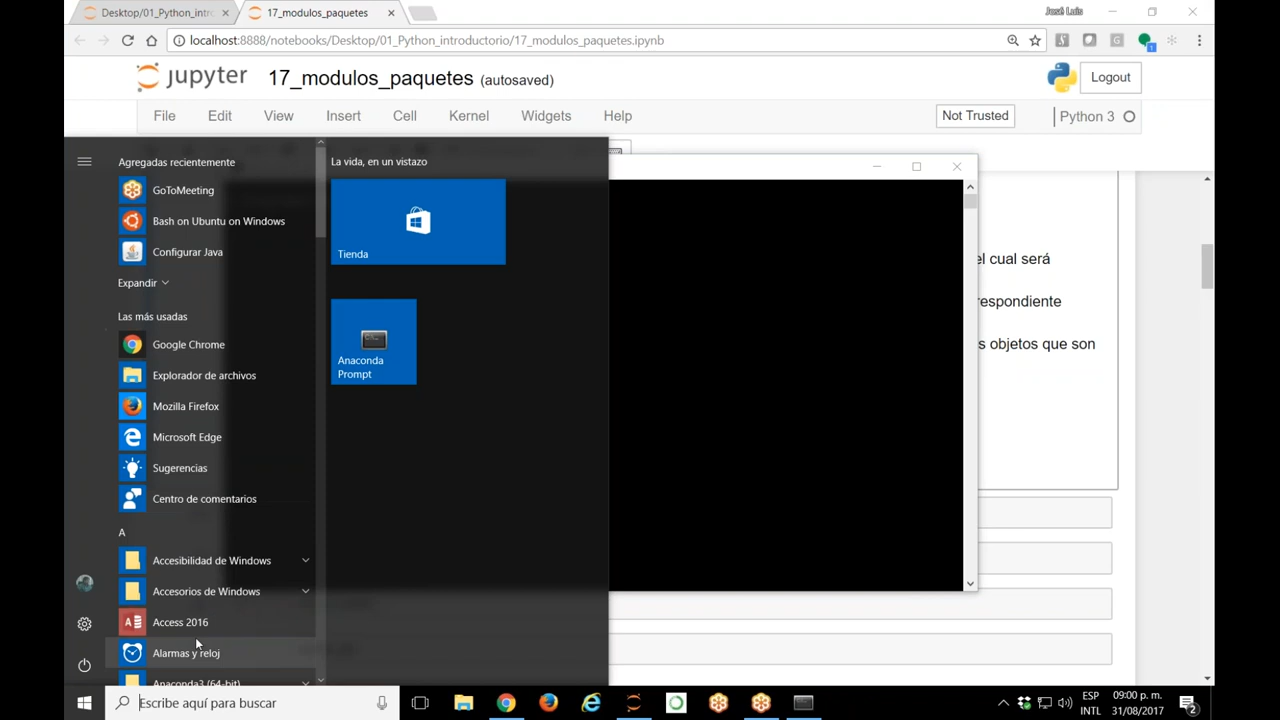 Desktop/01_Python_intr
17_modulos_paquetes
José Luis
localhost:8888/notebooks/Desktop/01_Python_introductorio/17_modulos_paquetes.ipynb
jupyter 17_modulos_paquetes (autosaved)
Logout
File Edit View Insert Cell Kernel Widgets Help
Not Trusted
Python 3
Agregadas recientemente
GoToMeeting
Bash on Ubuntu on Windows
Configurar Java
Expandir
Las más usadas
Google Chrome
Explorador de archivos
Mozilla Firefox
Microsoft Edge
Sugerencias
Centro de comentarios
A
Accesibilidad de Windows
Accesorios de Windows
Access 2016
Alarmas y reloj
Anaconda3 (64-bit)
La vida, en un vistazo
Tienda
Anaconda
Prompt
el cual será
respondiente
s objetos que son
Escribe aquí para buscar
ESP
INTL
09:00 p. m.
31/08/2017
2